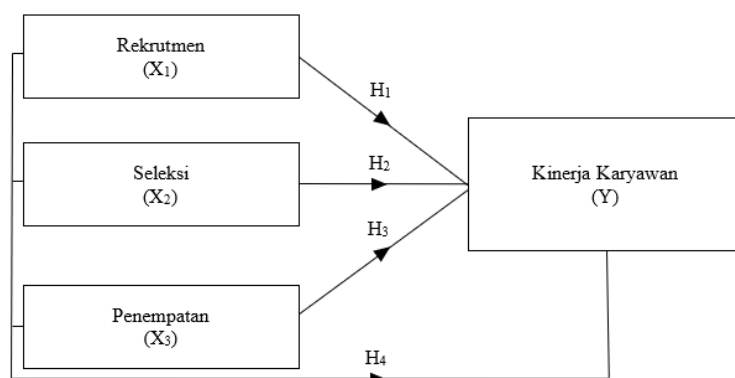 Rekrutmen
(X₁)
H₁
Seleksi
(X₂)
H₂
Kinerja Karyawan
(Y)
H₃
Penempatan
(X₃)
H₄